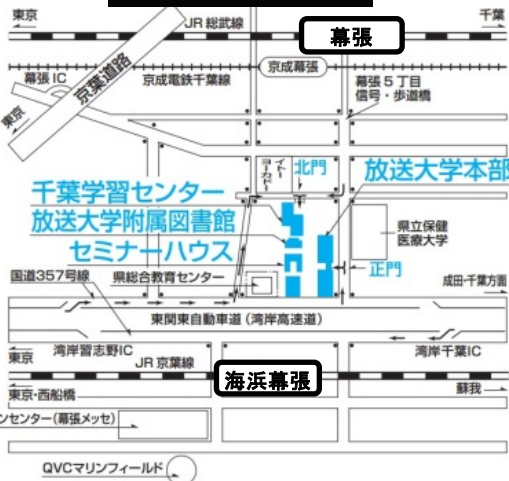 東京
JR 総武線
千葉
幕張
京葉道路
幕張 IC
京成電鉄千葉線
京成幕張
幕張 5 丁目
信号・歩道橋
東京
イトーヨーカドー
北門
放送大学本部
千葉学習センター
放送大学附属図書館
セミナーハウス
県立保健
医療大学
正門
国道357号線
県総合教育センター
成田・千葉方面
東関東自動車道 (湾岸高速道)
湾岸習志野IC
湾岸千葉IC
東京
JR 京葉線
海浜幕張
東京・西船橋
蘇我
ンセンター(幕張メッセ)
QVCマリンフィールド